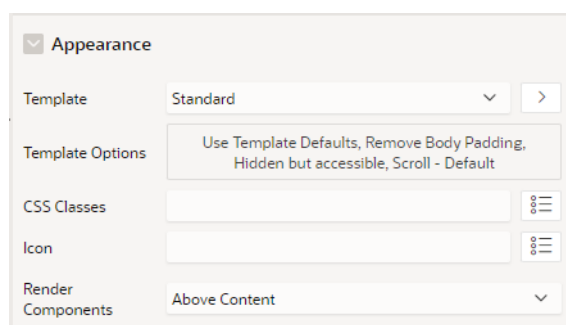 Appearance
Template
Standard
Template Options
Use Template Defaults, Remove Body Padding,
Hidden but accessible, Scroll - Default
CSS Classes
Icon
Render
Components
Above Content